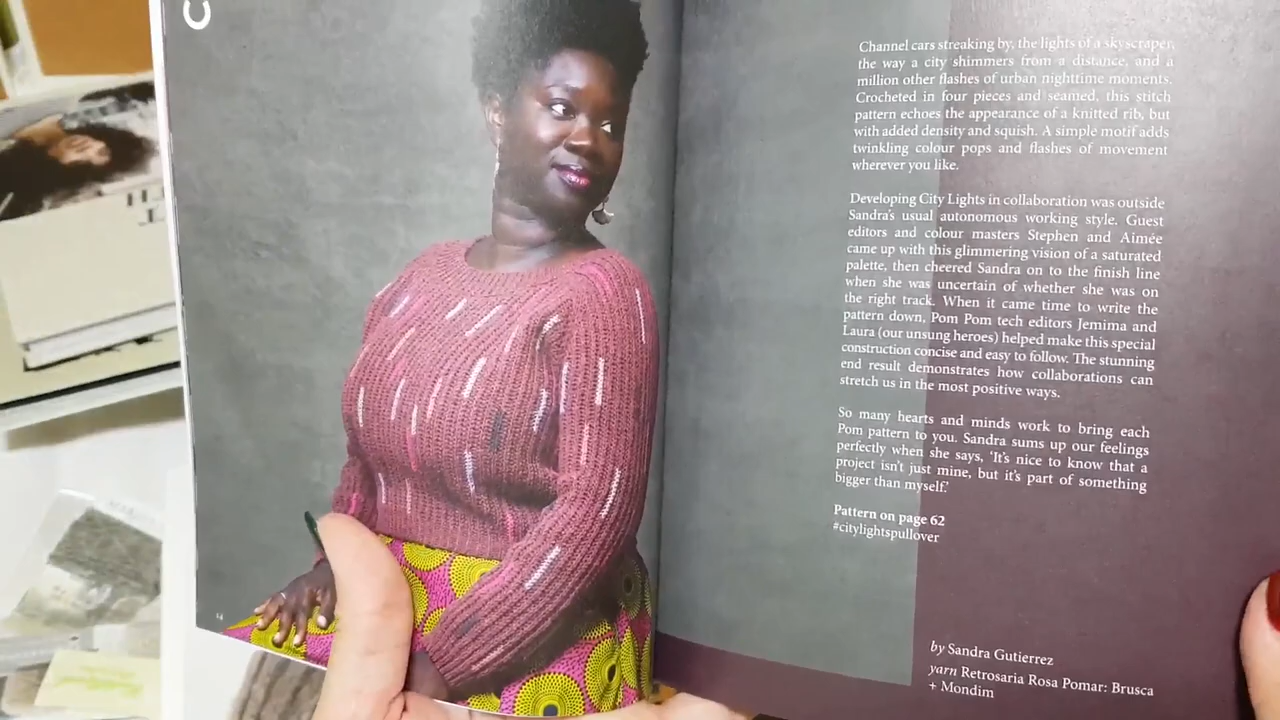 Channel cars streaking by, the lights of a skyscraper,
the way a city shimmers from a distance, and a
million other flashes of urban nighttime moments.
Crocheted in four pieces and seamed, this stitch
pattern echoes the appearance of a knitted rib, but
with added density and squish. A simple motif adds
twinkling colour pops and flashes of movement
wherever you like.
Developing City Lights in collaboration was outside
Sandra's usual autonomous working style. Guest
editors and colour masters Stephen and Aimée
came up with this glimmering vision of a saturated
palette, then cheered Sandra on to the finish line
when she was uncertain of whether she was on
the right track. When it came time to write the
pattern down, Pom Pom tech editors Jemima and
Laura (our unsung heroes) helped make this special
construction concise and easy to follow. The stunning
end result demonstrates how collaborations can
stretch us in the most positive ways.
So many hearts and minds work to bring each
Pom pattern to you. Sandra sums up our feelings
perfectly when she says, 'It's nice to know that a
project isn't just mine, but it's part of something
bigger than myself.'
Pattern on page 62
#citylightspullover
by Sandra Gutierrez
yarn Retrosaria Rosa Pomar: Brusca
+ Mondim